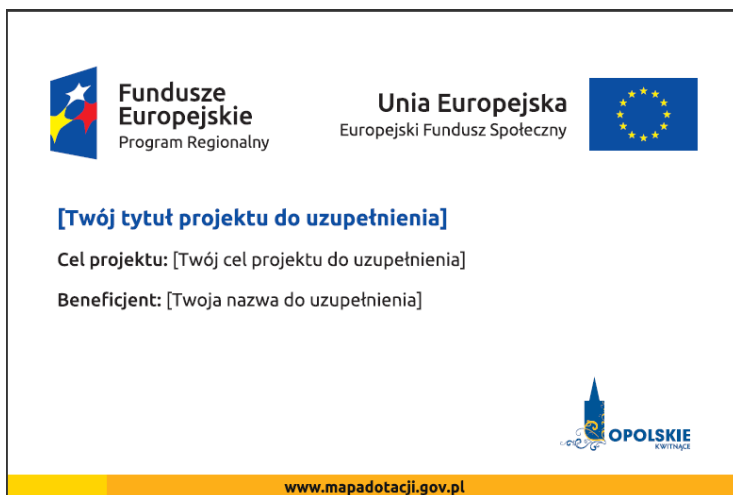 Fundusze
Europejskie
Program Regionalny
Unia Europejska
Europejski Fundusz Społeczny
[Twój tytuł projektu do uzupełnienia]
Cel projektu: [Twój cel projektu do uzupełnienia]
Beneficjent: [Twoja nazwa do uzupełnienia]
OPOLSKIE
KWITNĄCE
www.mapadotacji.gov.pl